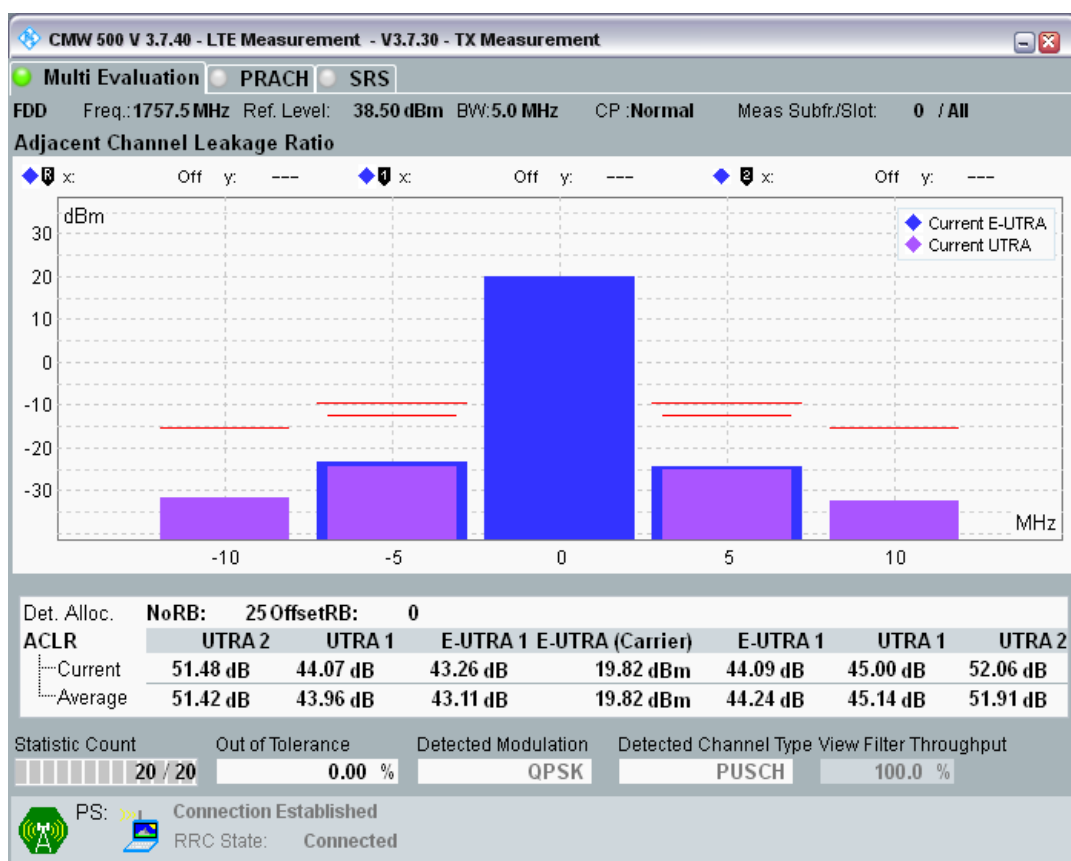 CMW 500 V 3.7.40 - LTE Measurement - V3.7.30 - TX Measurement
Multi Evaluation PRACH SRS
FDD Freq.: 1757.5 MHz Ref. Level: 38.50 dBm BW: 5.0 MHz CP : Normal Meas Subfr./Slot: 0 / All
Adjacent Channel Leakage Ratio
R x: Off y: --- 1 x: Off y: --- 2 x: Off y: ---
dBm
Current E-UTRA
Current UTRA
30
20
10
0
-10
-20
-30
MHz
-10 -5 0 5 10
Det. Alloc. NoRB: 25 OffsetRB: 0
ACLR UTRA 2 UTRA 1 E-UTRA 1 E-UTRA (Carrier) E-UTRA 1 UTRA 1 UTRA 2
Current 51.48 dB 44.07 dB 43.26 dB 19.82 dBm 44.09 dB 45.00 dB 52.06 dB
Average 51.42 dB 43.96 dB 43.11 dB 19.82 dBm 44.24 dB 45.14 dB 51.91 dB
Statistic Count Out of Tolerance Detected Modulation Detected Channel Type View Filter Throughput
20 / 20 0.00 % QPSK PUSCH 100.0 %
PS: Connection Established
RRC State: Connected